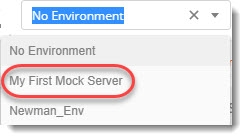 No Environment
No Environment
My First Mock Server
Newman_Env